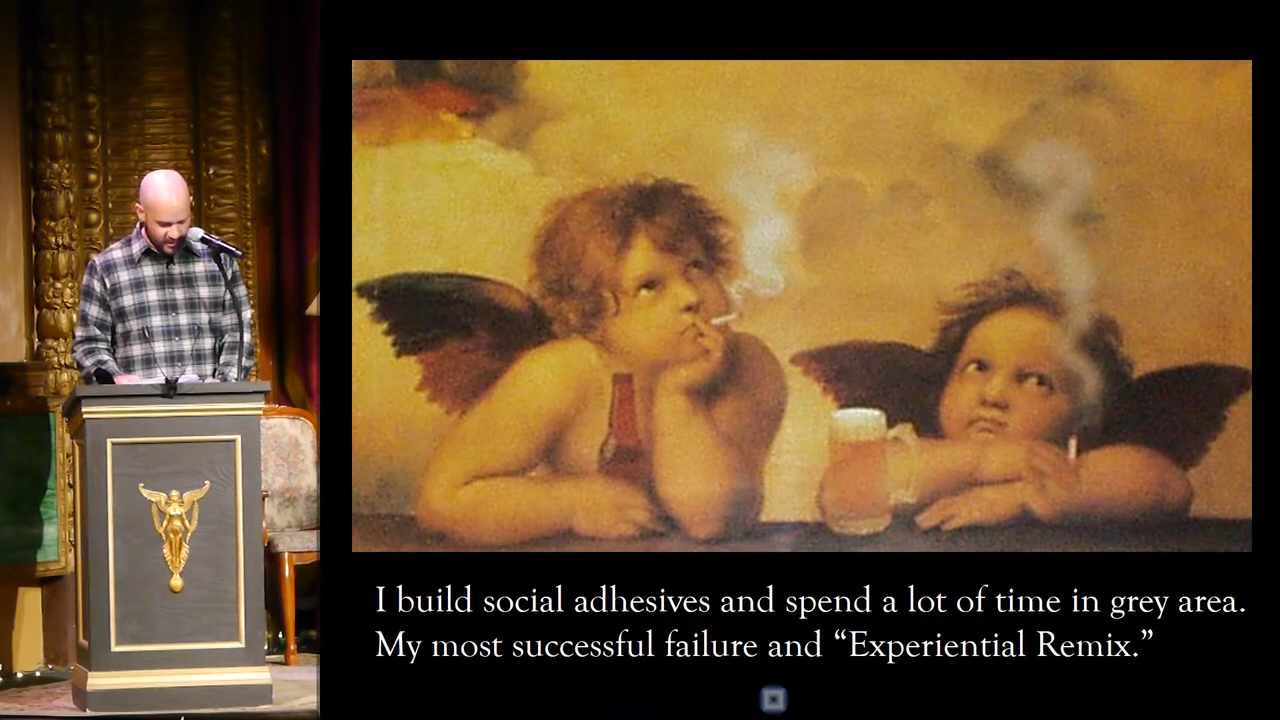 I build social adhesives and spend a lot of time in grey area.
My most successful failure and “Experiential Remix.”